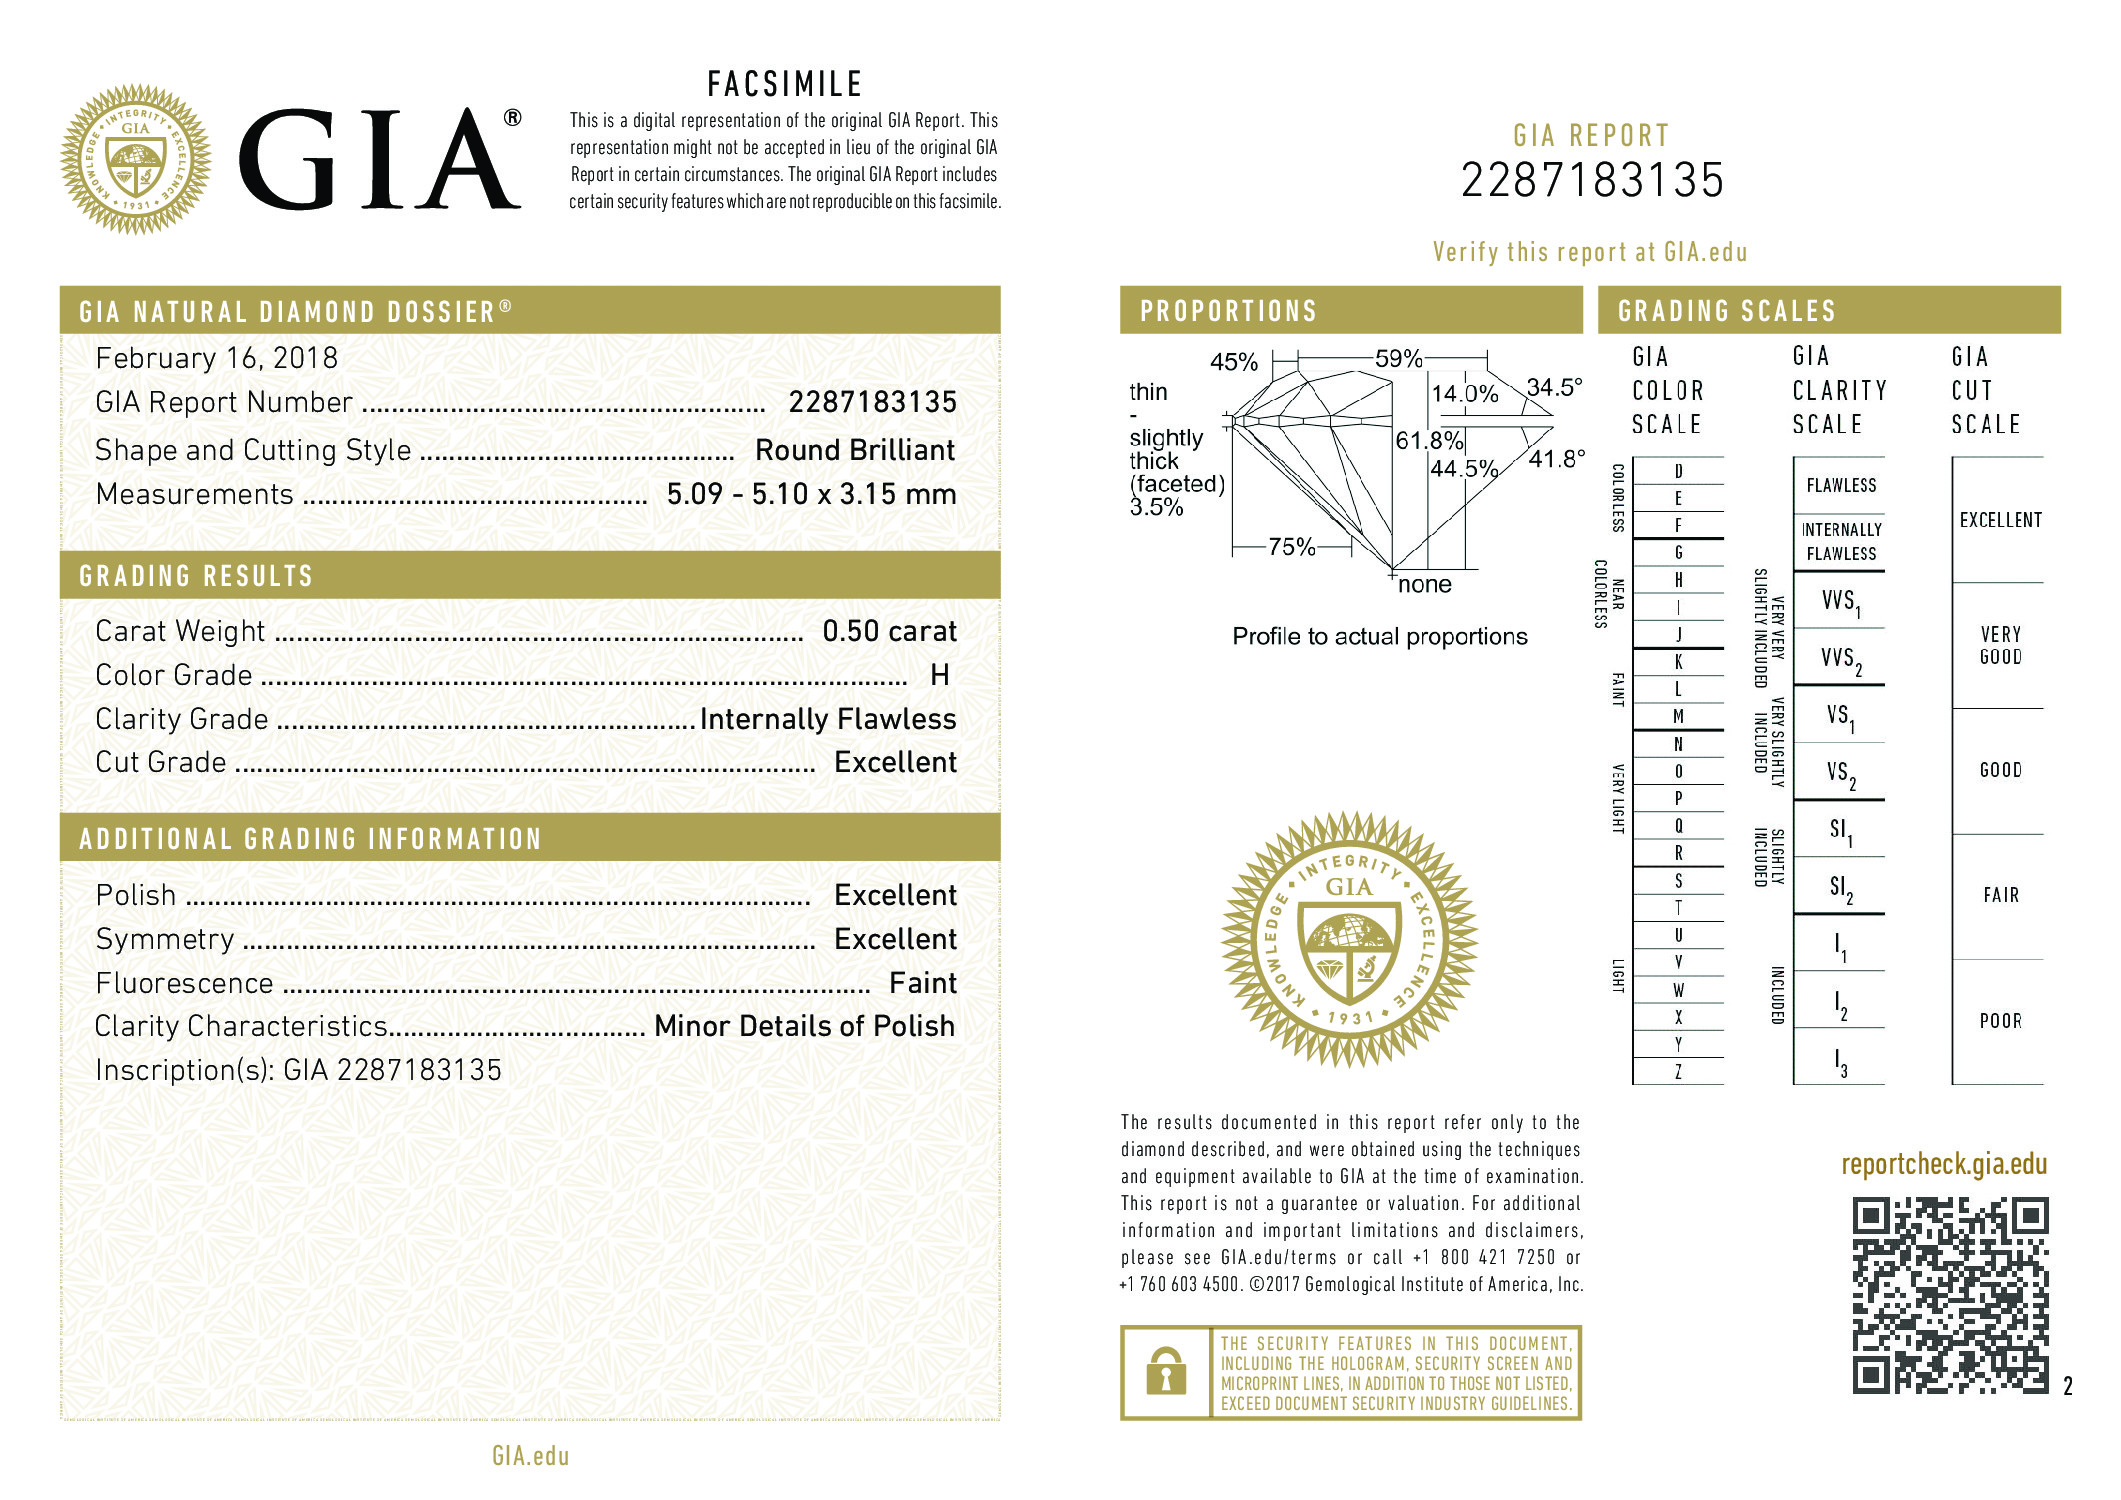 FACSIMILE
This is a digital representation of the original GIA Report. This
representation might not be accepted in lieu of the original GIA
Report in certain circumstances. The original GIA Report includes
certain security features which are not reproducible on this facsimile.
INTEGRITY
KNOWLEDGE
EXCELLENCE
GIA
1931
GIA®
GIA NATURAL DIAMOND DOSSIER®
February 16, 2018
GIA Report Number 2287183135
Shape and Cutting Style Round Brilliant
Measurements 5.09 - 5.10 x 3.15 mm
GRADING RESULTS
Carat Weight 0.50 carat
Color Grade H
Clarity Grade Internally Flawless
Cut Grade Excellent
ADDITIONAL GRADING INFORMATION
Polish Excellent
Symmetry Excellent
Fluorescence Faint
Clarity Characteristics Minor Details of Polish
Inscription(s): GIA 2287183135
GIA.edu
GIA REPORT
2287183135
Verify this report at GIA.edu
PROPORTIONS
45%
59%
14.0%
34.5°
thin
-
slightly
thick
(faceted)
3.5%
61.8%
44.5%
41.8°
75%
none
Profile to actual proportions
KNOWLEDGE
INTEGRITY
EXCELLENCE
GIA
1931
The results documented in this report refer only to the
diamond described, and were obtained using the techniques
and equipment available to GIA at the time of examination.
This report is not a guarantee or valuation. For additional
information and important limitations and disclaimers,
please see GIA.edu/terms or call +1 800 421 7250 or
+1 760 603 4500. ©2017 Gemological Institute of America, Inc.
THE SECURITY FEATURES IN THIS DOCUMENT,
INCLUDING THE HOLOGRAM, SECURITY SCREEN AND
MICROPRINT LINES, IN ADDITION TO THOSE NOT LISTED,
EXCEED DOCUMENT SECURITY INDUSTRY GUIDELINES.
GRADING SCALES
GIA
COLOR
SCALE
COLORLESS
D
E
F
NEAR
COLORLESS
G
H
I
J
FAINT
K
L
M
VERY LIGHT
N
O
P
Q
R
LIGHT
S
T
U
V
W
X
Y
Z
GIA
CLARITY
SCALE
FLAWLESS
INTERNALLY
FLAWLESS
VERY VERY
SLIGHTLY INCLUDED
VVS1
VVS2
VERY SLIGHTLY
INCLUDED
VS1
VS2
SLIGHTLY
INCLUDED
SI1
SI2
INCLUDED
I1
I2
I3
GIA
CUT
SCALE
EXCELLENT
VERY
GOOD
GOOD
FAIR
POOR
reportcheck.gia.edu
2